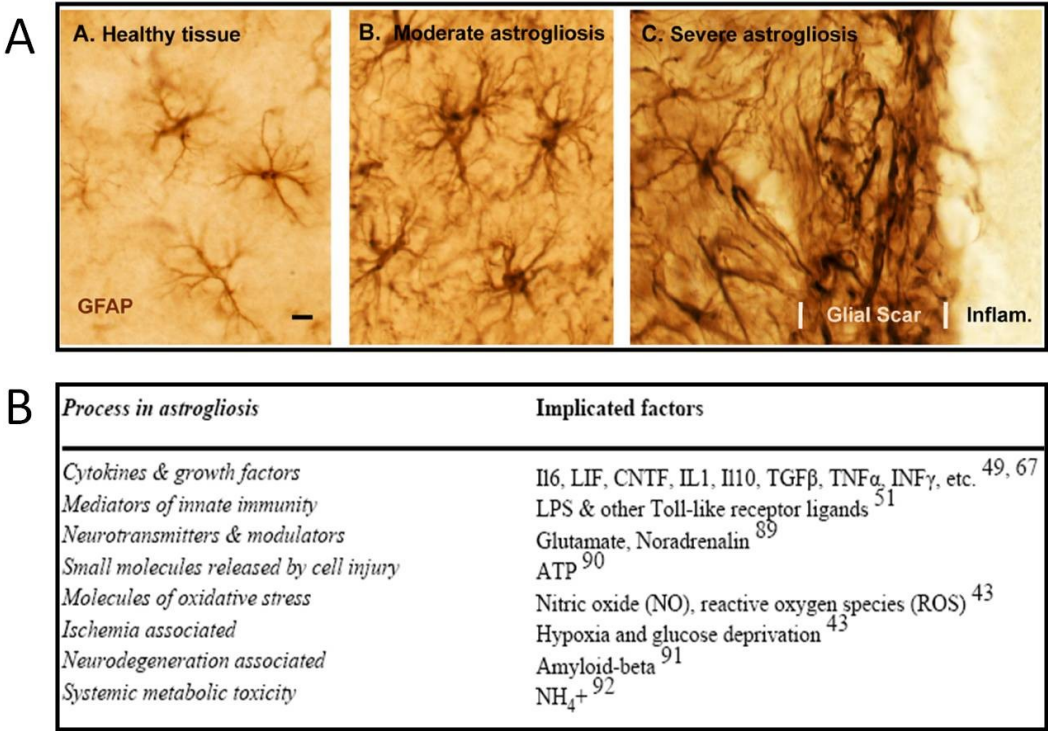 A
A. Healthy tissue
B. Moderate astrogliosis
C. Severe astrogliosis
GFAP
Glial Scar
Inflam.
B
Process in astrogliosis Implicated factors
Cytokines & growth factors Il6, LIF, CNTF, IL1, Il10, TGFβ, TNFα, INFγ, etc. 49, 67
Mediators of innate immunity LPS & other Toll-like receptor ligands 51
Neurotransmitters & modulators Glutamate, Noradrenalin 89
Small molecules released by cell injury ATP 90
Molecules of oxidative stress Nitric oxide (NO), reactive oxygen species (ROS) 43
Ischemia associated Hypoxia and glucose deprivation 43
Neurodegeneration associated Amyloid-beta 91
Systemic metabolic toxicity NH4+ 92